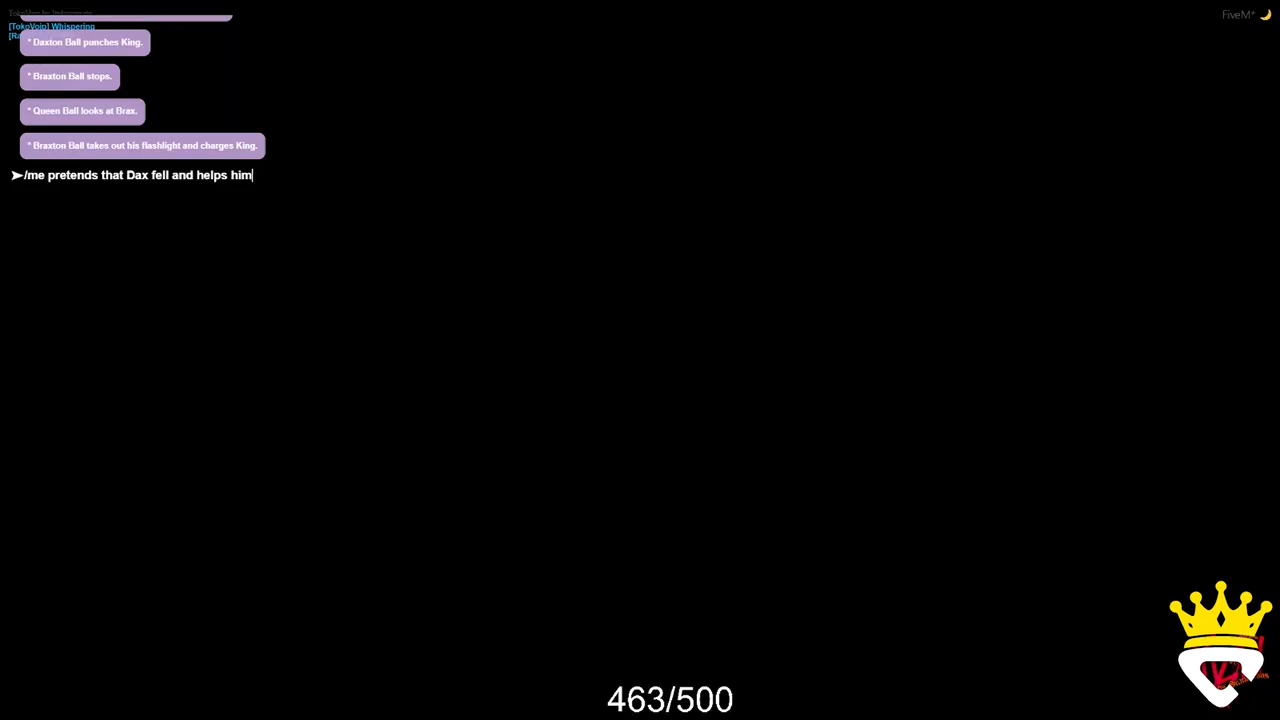 FiveM* 🌙
[TokoVoip] Whispering
* Daxton Ball punches King.
* Braxton Ball stops.
* Queen Ball looks at Brax.
* Braxton Ball takes out his flashlight and charges King.
➤/me pretends that Dax fell and helps him
463/500